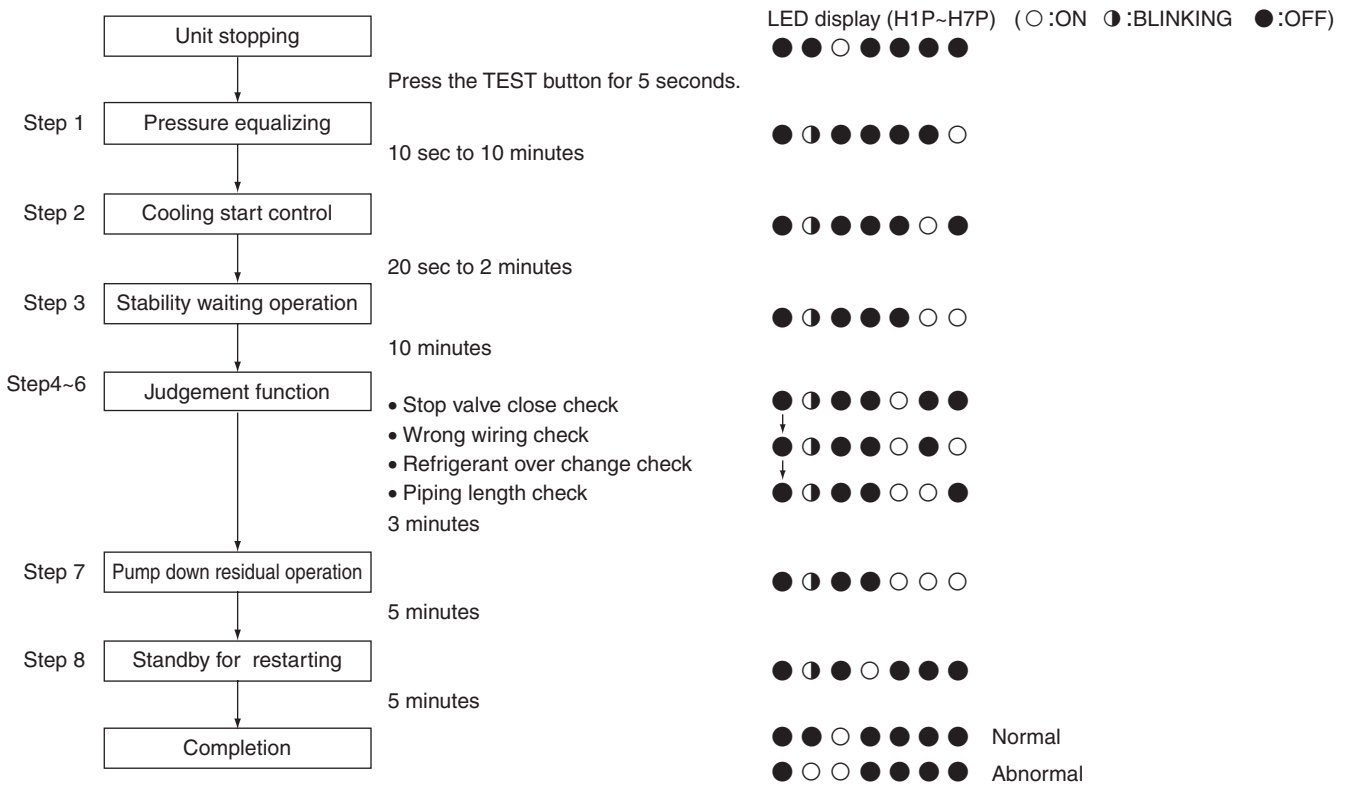 LED display (H1P~H7P) ( ○ :ON ◑ :BLINKING ● :OFF)
Unit stopping ● ● ○ ● ● ● ●
Press the TEST button for 5 seconds.
Step 1 Pressure equalizing ● ◑ ● ● ● ● ○
10 sec to 10 minutes
Step 2 Cooling start control ● ◑ ● ● ● ○ ●
20 sec to 2 minutes
Step 3 Stability waiting operation ● ◑ ● ● ● ○ ○
10 minutes
Step4~6 Judgement function
• Stop valve close check ● ◑ ● ● ○ ● ●
• Wrong wiring check ● ◑ ● ● ○ ● ○
• Refrigerant over change check
• Piping length check ● ◑ ● ● ○ ○ ●
3 minutes
Step 7 Pump down residual operation ● ◑ ● ● ○ ○ ○
5 minutes
Step 8 Standby for restarting ● ◑ ● ○ ● ● ●
5 minutes
Completion ● ● ○ ● ● ● ● Normal
● ○ ○ ● ● ● ● Abnormal